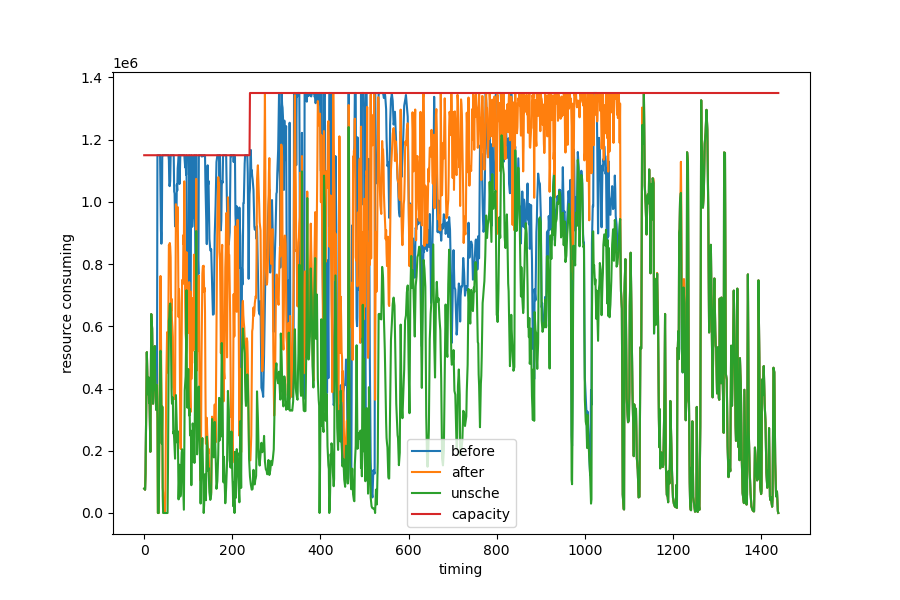 1e6
1.4
1.2
1.0
0.8
0.6
0.4
0.2
0.0
resource consuming
before
after
unsche
capacity
0 200 400 600 800 1000 1200 1400
timing